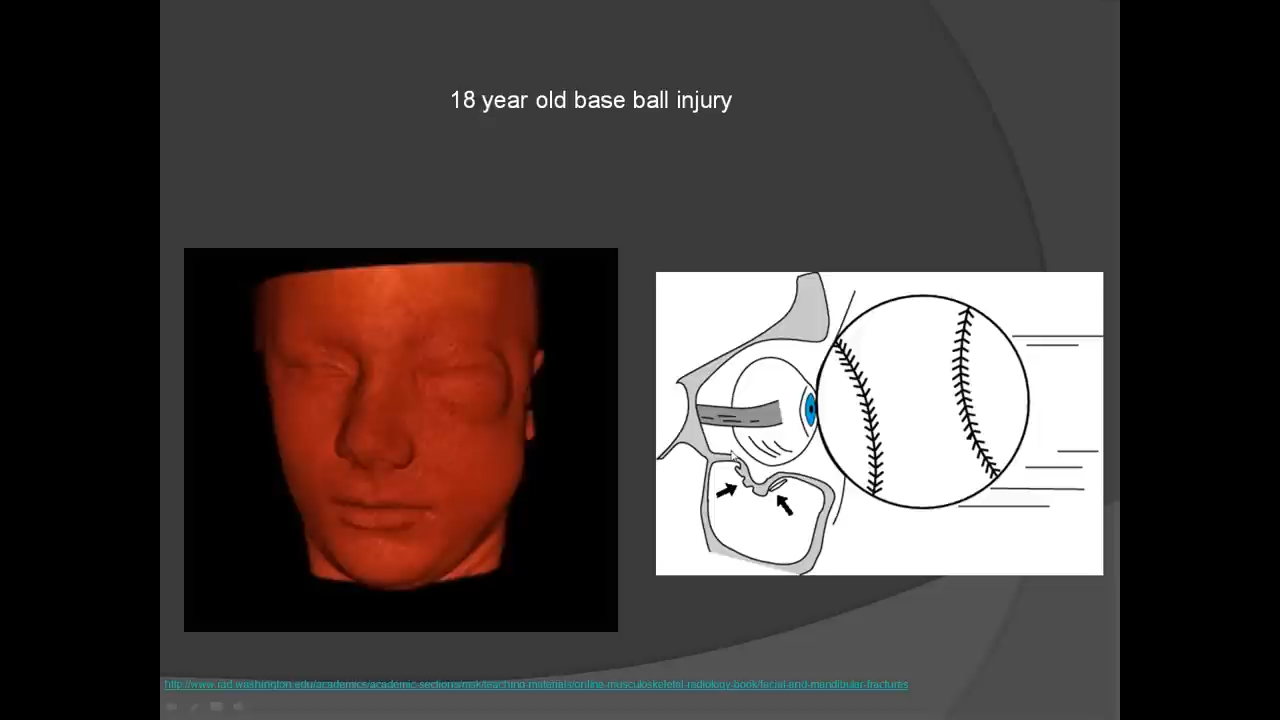 18 year old base ball injury
http://www.rad.washington.edu/academics/academic-sections/msk/teaching-materials/online-musculoskeletal-radiology-book/facial-and-mandibular-fractures